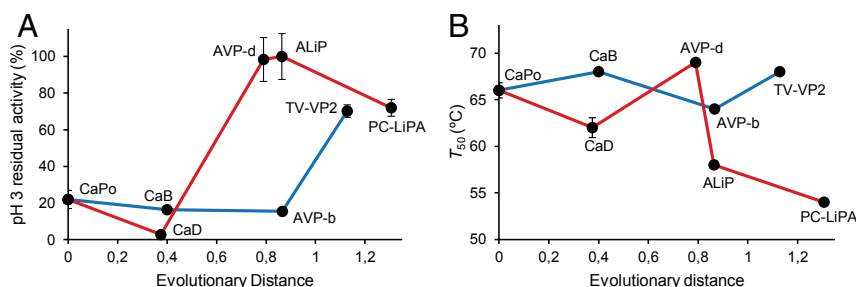 A
pH 3 residual activity (%)
100
80
60
40
20
0
0
0,2
0,4
0,6
0,8
1
1,2
Evolutionary Distance
CaPo
CaB
CaD
AVP-d
ALiP
TV-VP2
AVP-b
PC-LiPA
B
T50 (ºC)
70
65
60
55
50
0
0,2
0,4
0,6
0,8
1
1,2
Evolutionary distance
CaPo
CaB
CaD
AVP-d
TV-VP2
AVP-b
ALiP
PC-LiPA